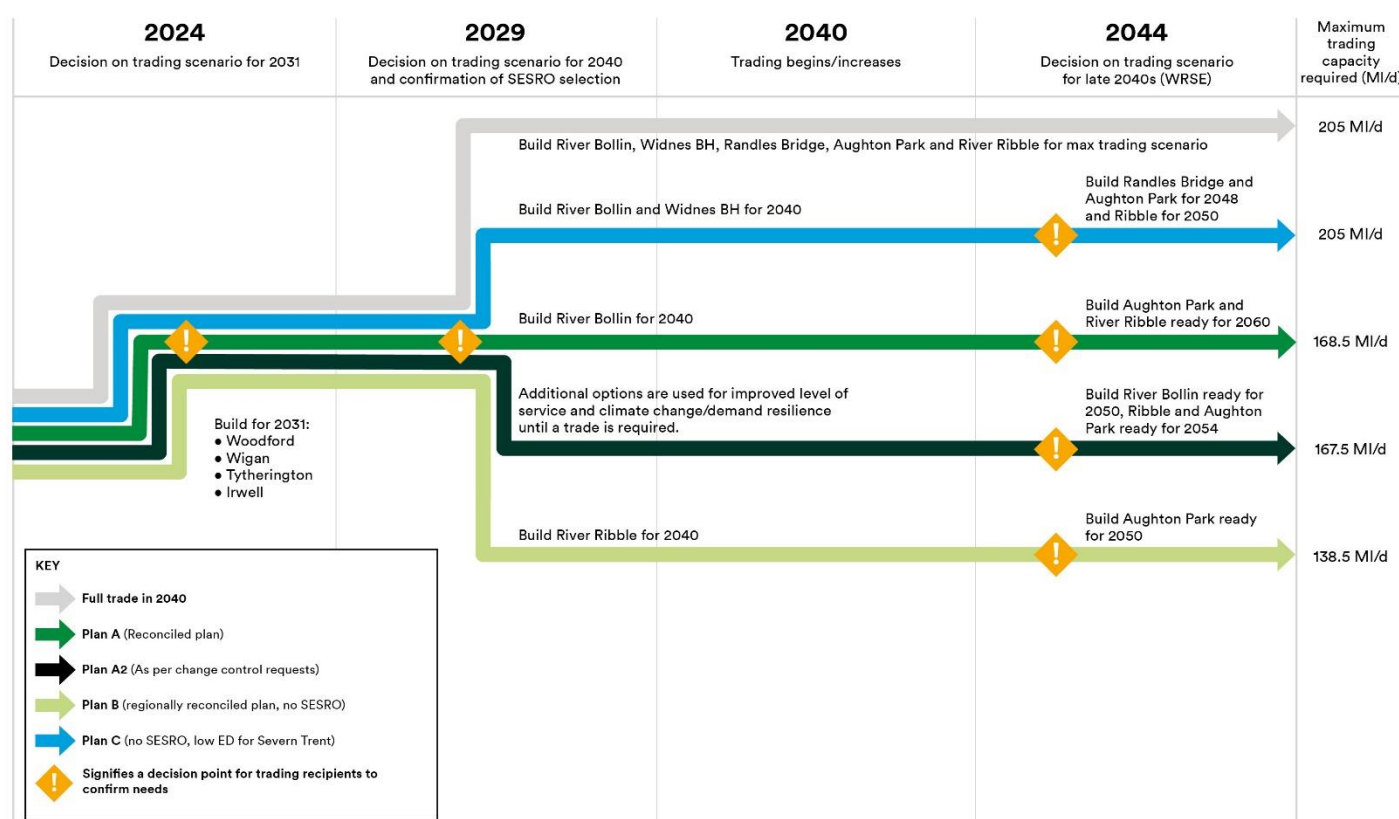 2024
Decision on trading scenario for 2031
2029
Decision on trading scenario for 2040
and confirmation of SESRO selection
2040
Trading begins/increases
2044
Decision on trading scenario
for late 2040s (WRSE)
Maximum
trading
capacity
required (Ml/d)
Build River Bollin, Widnes BH, Randles Bridge, Aughton Park and River Ribble for max trading scenario
205 Ml/d
Build River Bollin and Widnes BH for 2040
Build Randles Bridge and
Aughton Park for 2048
and Ribble for 2050
!
205 Ml/d
!
!
Build River Bollin for 2040
Build Aughton Park and
River Ribble ready for 2060
!
168.5 Ml/d
Build for 2031:
• Woodford
• Wigan
• Tytherington
• Irwell
Additional options are used for improved level of
service and climate change/demand resilience
until a trade is required.
Build River Bollin ready for
2050, Ribble and Aughton
Park ready for 2054
!
167.5 Ml/d
Build River Ribble for 2040
Build Aughton Park ready
for 2050
!
138.5 Ml/d
KEY
Full trade in 2040
Plan A (Reconciled plan)
Plan A2 (As per change control requests)
Plan B (regionally reconciled plan, no SESRO)
Plan C (no SESRO, low ED for Severn Trent)
!
Signifies a decision point for trading recipients to
confirm needs